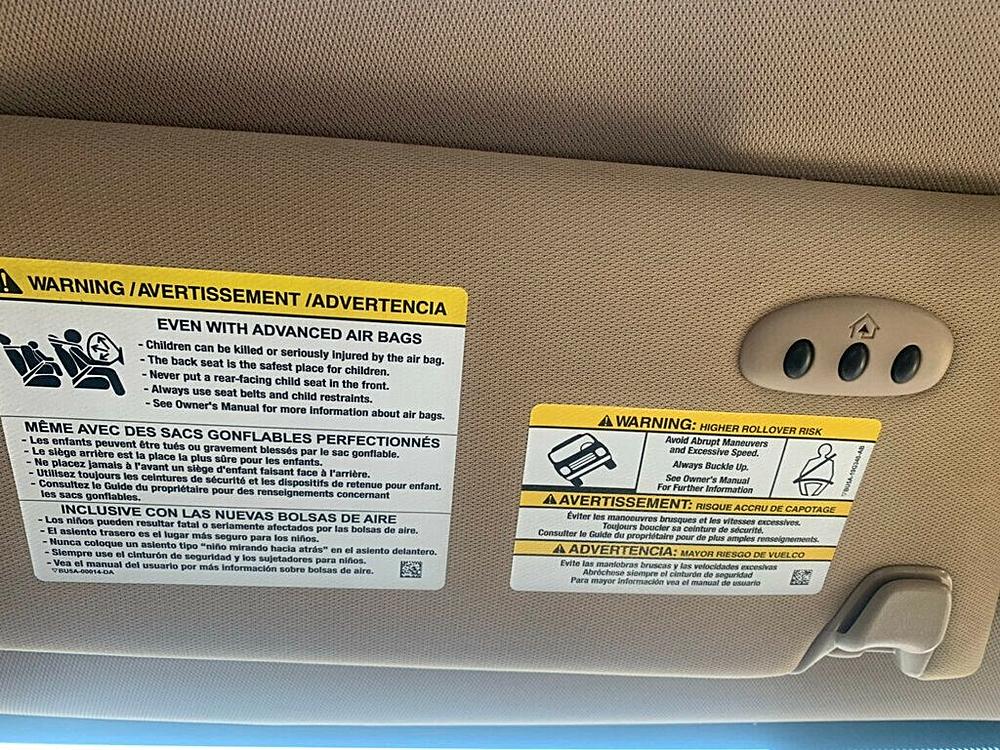 WARNING / AVERTISSEMENT / ADVERTENCIA
EVEN WITH ADVANCED AIR BAGS
- Children can be killed or seriously injured by the air bag.
- The back seat is the safest place for children.
- Never put a rear-facing child seat in the front.
- Always use seat belts and child restraints.
- See Owner's Manual for more information about air bags.
MÊME AVEC DES SACS GONFLABLES PERFECTIONNÉS
- Les enfants peuvent être tués ou gravement blessés par le sac gonflable.
- Le siège arrière est la place la plus sûre pour les enfants.
- Ne placez jamais à l'avant un siège d'enfant faisant face à l'arrière.
- Utilisez toujours les ceintures de sécurité et les dispositifs de retenue pour enfant.
- Consultez le Guide du propriétaire pour des renseignements concernant
les sacs gonflables.
INCLUSIVE CON LAS NUEVAS BOLSAS DE AIRE
- Los niños pueden resultar fatal o seriamente afectados por las bolsas de aire.
- El asiento trasero es el lugar más seguro para los niños.
- Nunca coloque un asiento tipo "niño mirando hacia atrás" en el asiento delantero.
- Siempre use el cinturón de seguridad y los sujetadores para niños.
- Vea el manual del usuario por más información sobre bolsas de aire.
BU5A-00014-DA
WARNING: HIGHER ROLLOVER RISK
Avoid Abrupt Maneuvers
and Excessive Speed.
Always Buckle Up.
See Owner's Manual
For Further Information
AVERTISSEMENT: RISQUE ACCRU DE CAPOTAGE
Éviter les manoeuvres brusques et les vitesses excessives.
Toujours boucler sa ceinture de sécurité.
Consulter le Guide du propriétaire pour de plus amples renseignements.
ADVERTENCIA: MAYOR RIESGO DE VUELCO
Evite las maniobras bruscas y las velocidades excesivas
Abróchese siempre el cinturón de seguridad
Para mayor información vea el manual de usuario